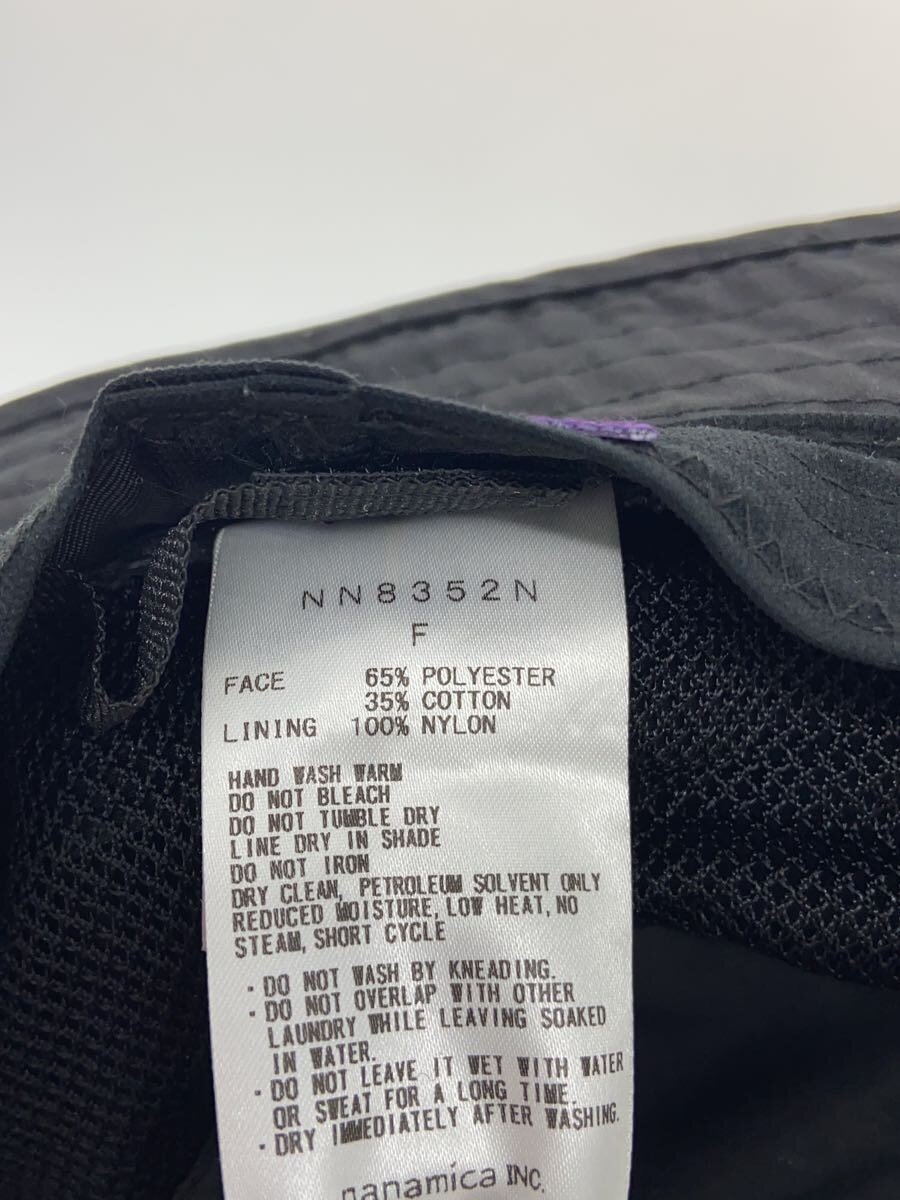 NN8352N
F
FACE 65% POLYESTER
35% COTTON
LINING 100% NYLON
HAND WASH WARM
DO NOT BLEACH
DO NOT TUMBLE DRY
LINE DRY IN SHADE
DO NOT IRON
DRY CLEAN, PETROLEUM SOLVENT ONLY
REDUCED MOISTURE, LOW HEAT, NO
STEAM, SHORT CYCLE
・DO NOT WASH BY KNEADING.
・DO NOT OVERLAP WITH OTHER
LAUNDRY WHILE LEAVING SOAKED
IN WATER.
・DO NOT LEAVE IT WET WITH WATER
OR SWEAT FOR A LONG TIME.
・DRY IMMEDIATELY AFTER WASHING.
nanamica INC.